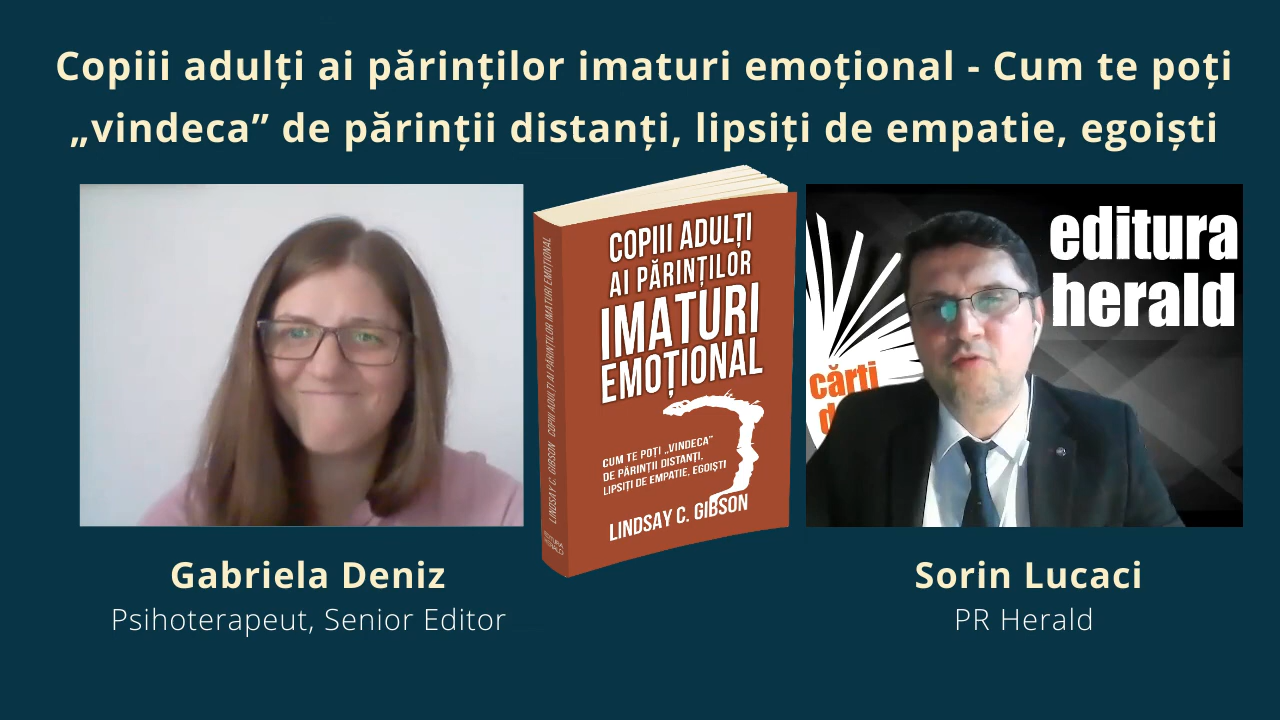 Copiii adulți ai părinților imaturi emoțional - Cum te poți
„vindeca” de părinții distanți, lipsiți de empatie, egoiști
COPIII ADULȚI AI PĂRINȚILOR IMATURI EMOȚIONAL
LINDSAY C. GIBSON
EDITURA
HERALD
COPIII ADULȚI
AI PĂRINȚILOR
IMATURI
EMOȚIONAL
CUM TE POȚI „VINDECA”
DE PĂRINȚII DISTANȚI,
LIPSIȚI DE EMPATIE, EGOIȘTI
LINDSAY C. GIBSON
editura
herald
cărți
Gabriela Deniz
Psihoterapeut, Senior Editor
Sorin Lucaci
PR Herald